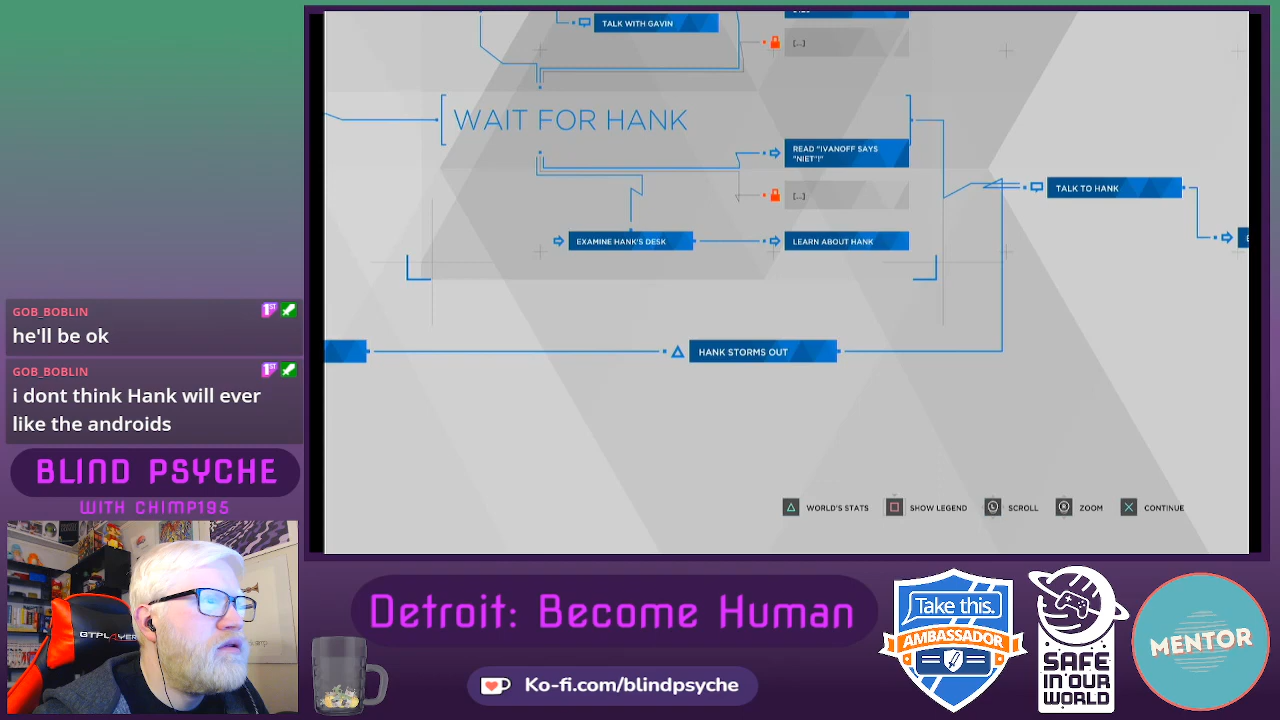 TALK WITH GAVIN
[...]
WAIT FOR HANK
READ "IVANOFF SAYS
"NIET"!"
[...]
TALK TO HANK
EXAMINE HANK'S DESK
LEARN ABOUT HANK
HANK STORMS OUT
WORLD'S STATS
SHOW LEGEND
SCROLL
ZOOM
CONTINUE
GOB_BOBLIN
1ST
he'll be ok
GOB_BOBLIN
1ST
i dont think Hank will ever
like the androids
BLIND PSYCHE
WITH CHIMP195
GTPLAYER
Detroit: Become Human
Ko-fi.com/blindpsyche
Take this.
AMBASSADOR
SAFE
IN OUR
WORLD
MENTOR